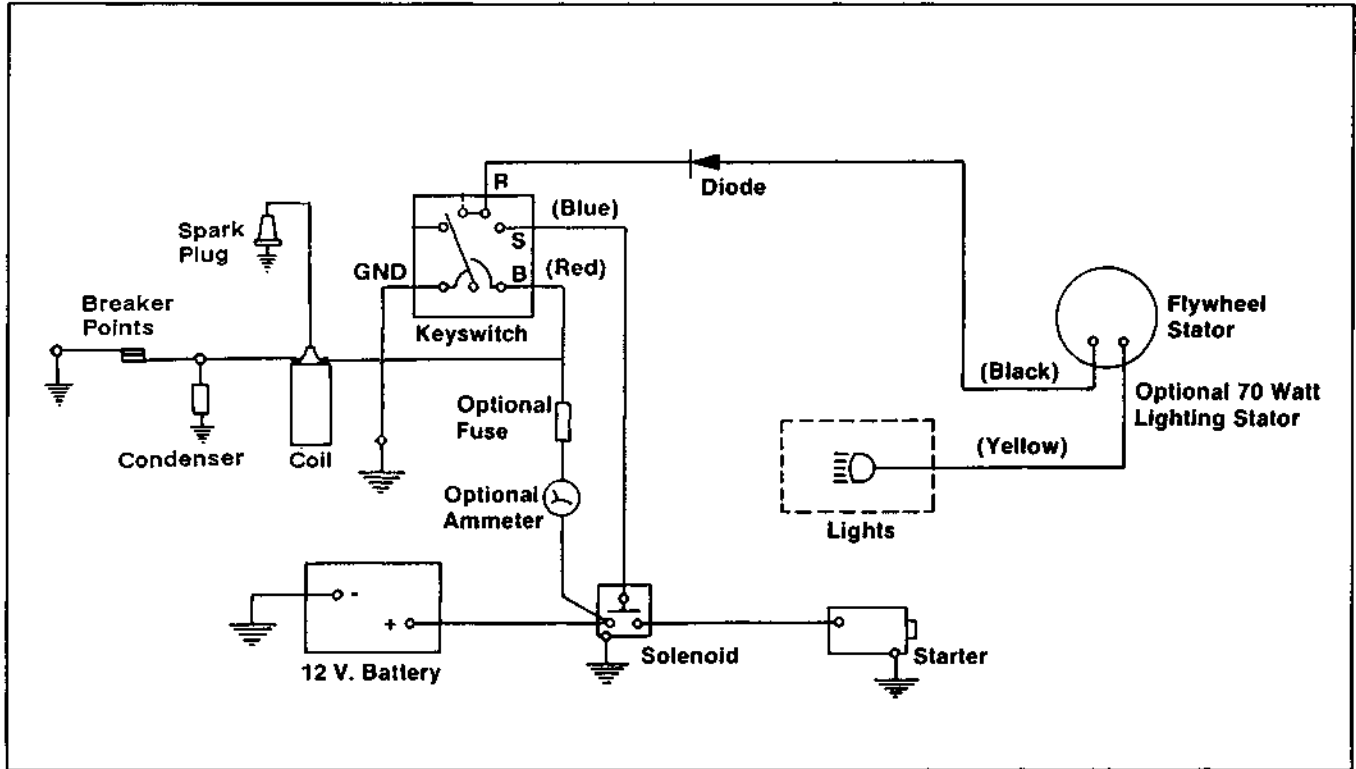 R
Diode
(Blue)
Spark
Plug
S
GND
B
(Red)
Breaker
Points
Keyswitch
Flywheel
Stator
(Black)
Optional
Fuse
Optional 70 Watt
Lighting Stator
Condenser
Coil
(Yellow)
Optional
Ammeter
Lights
-
+
12 V. Battery
Solenoid
Starter